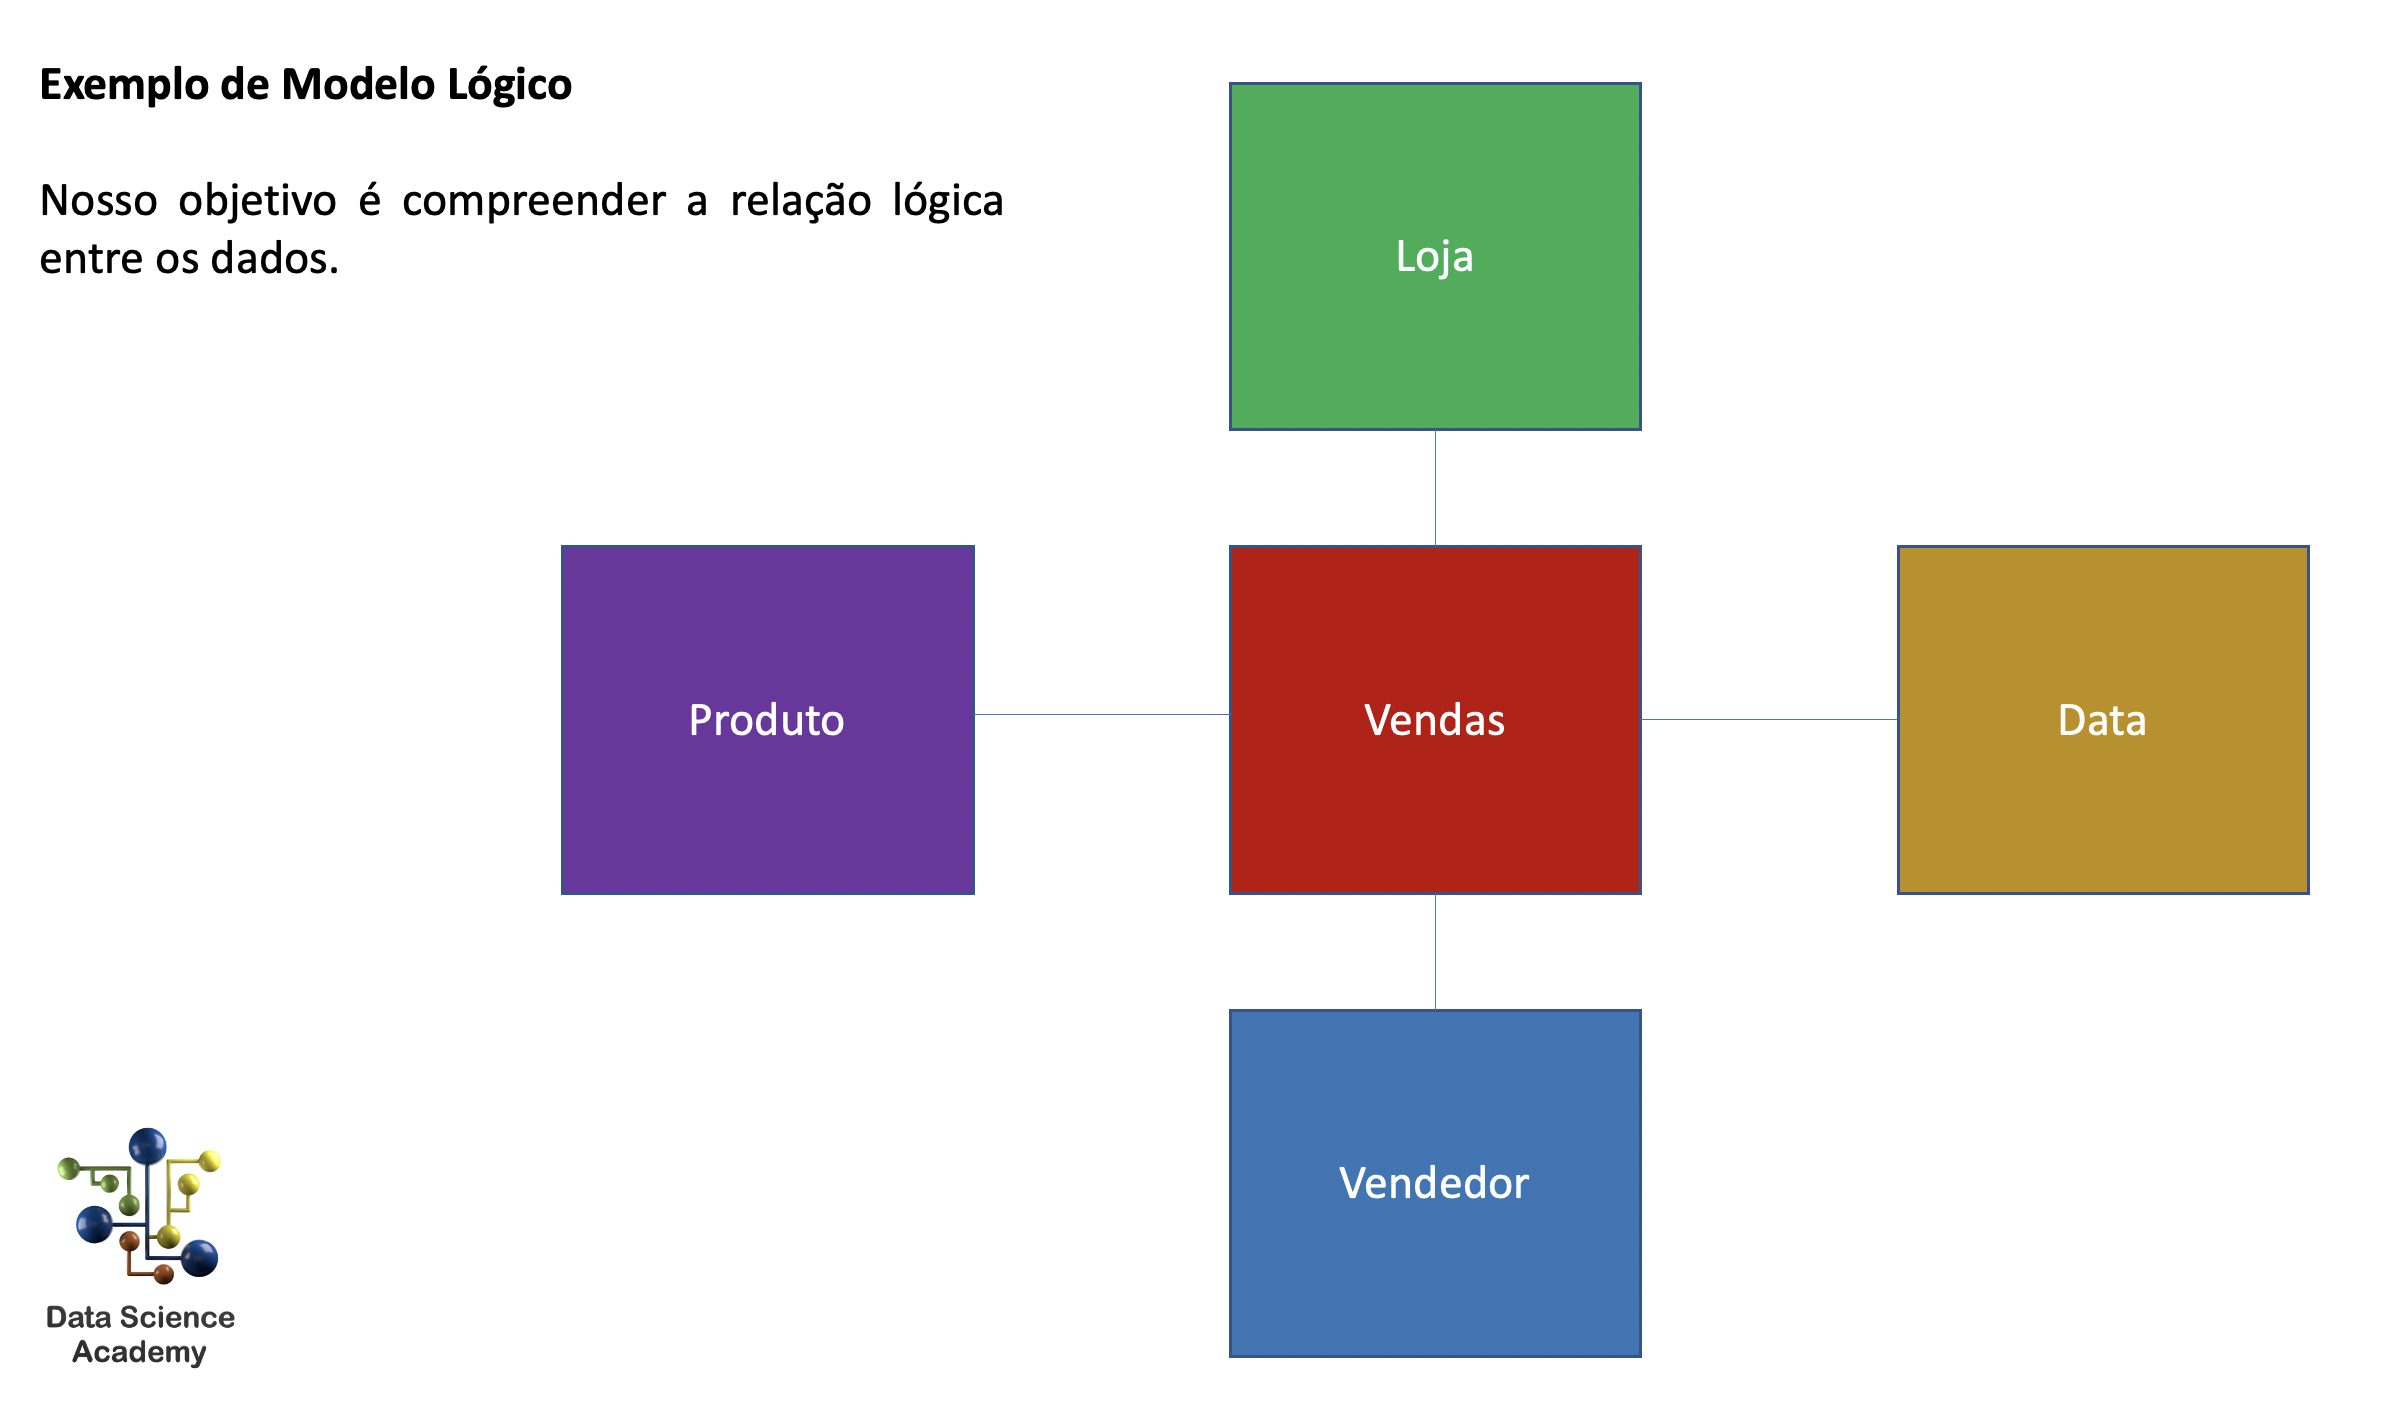 Exemplo de Modelo Lógico
Nosso objetivo é compreender a relação lógica
entre os dados.
Loja
Produto
Vendas
Data
Vendedor
Data Science
Academy